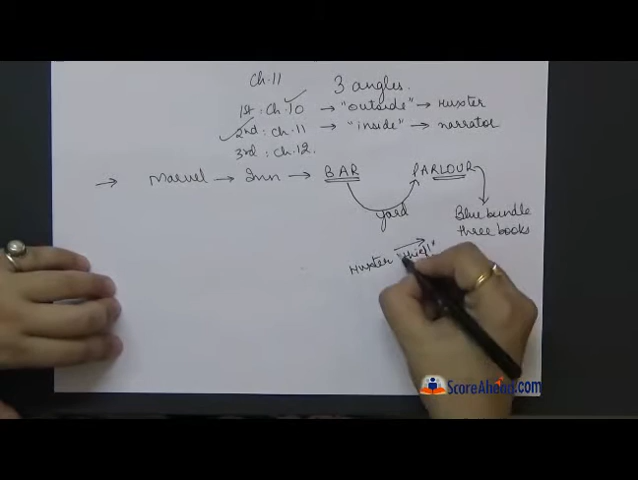 Ch.11 3 angles.
1st : Ch.10 → "outside" → Huxter
2nd : Ch.11 → "inside" → narrator
3rd : Ch.12.
→ Marvel → Inn → BAR PARLOUR
yard
Blue bundle
three books
Huxter "thief!"
ScoreAhead.com